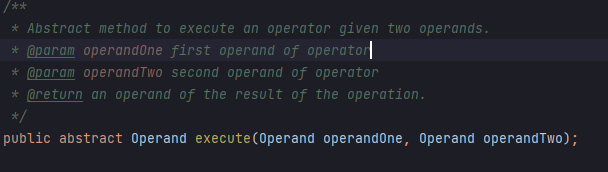 /**
* Abstract method to execute an operator given two operands.
* @param operandOne first operand of operator
* @param operandTwo second operand of operator
* @return an operand of the result of the operation.
*/
public abstract Operand execute(Operand operandOne, Operand operandTwo);